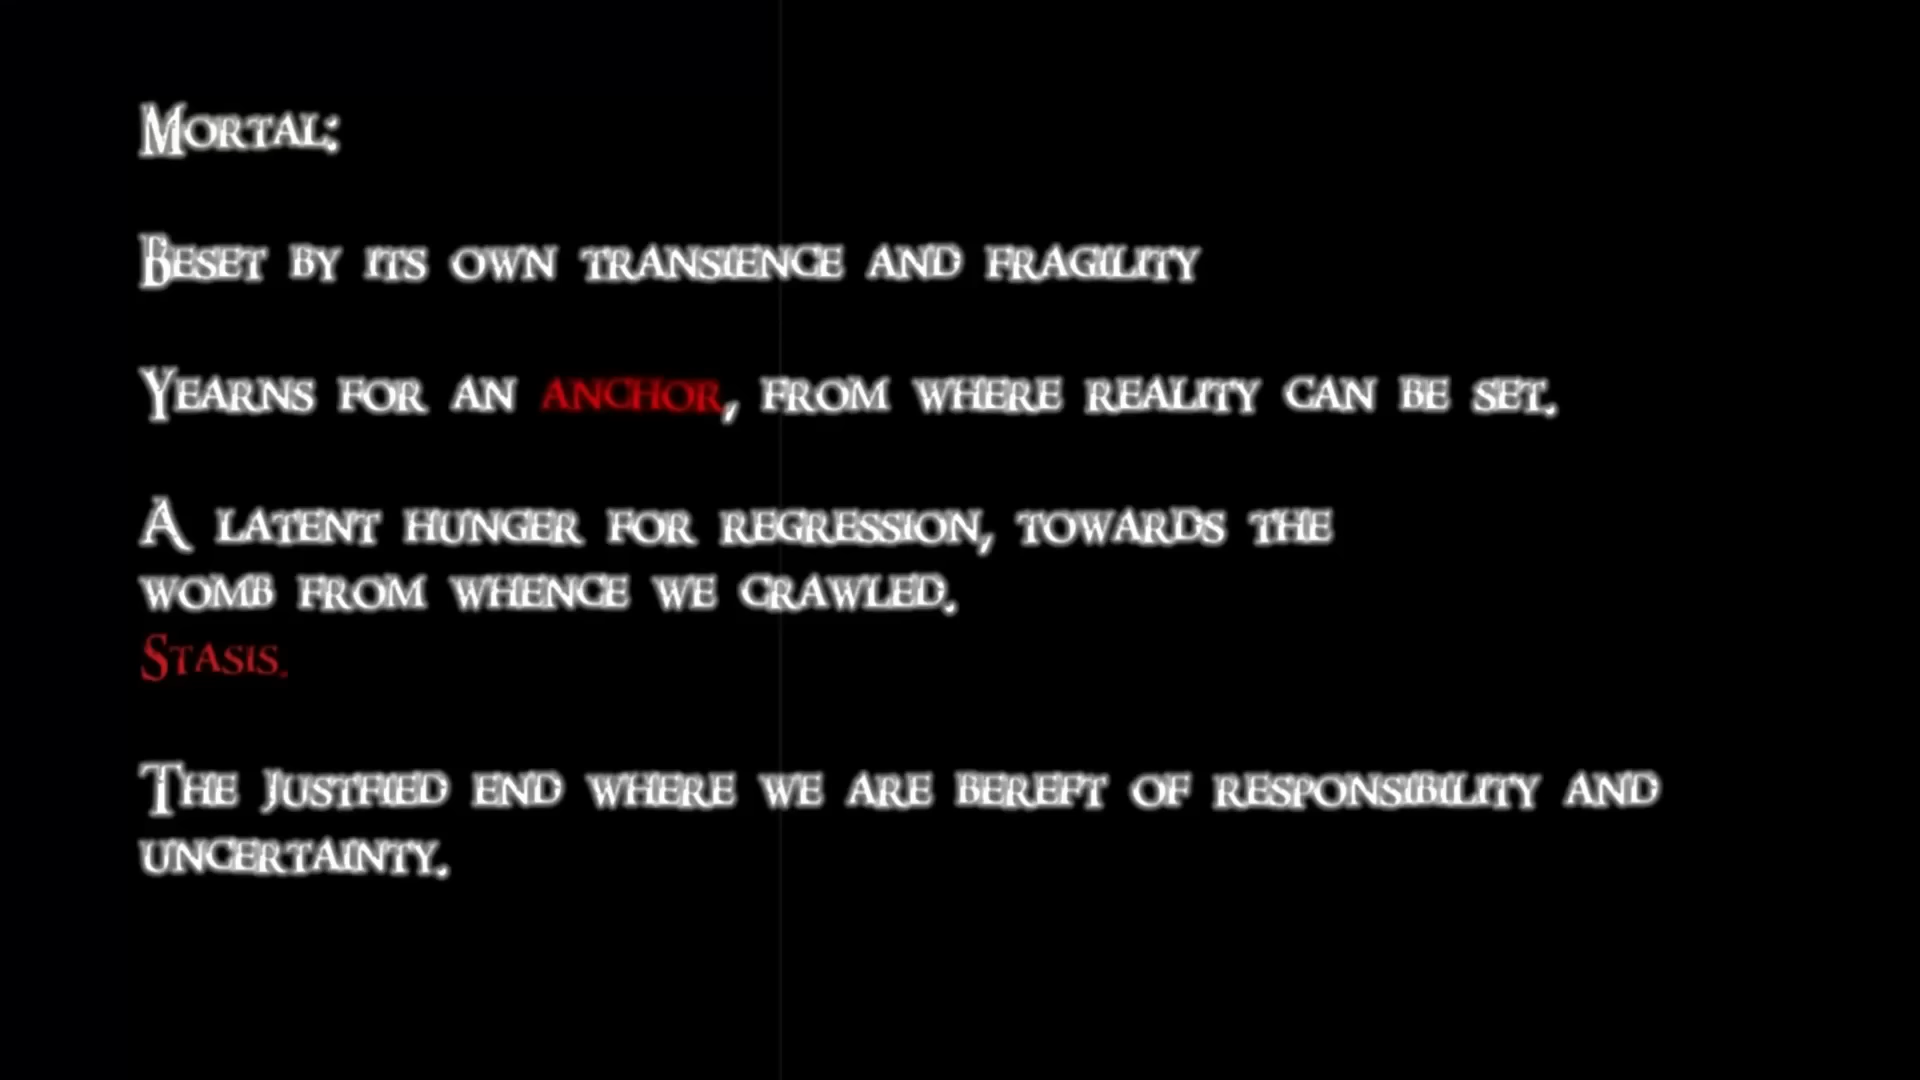 Mortal:
Beset by its own transience and fragility
Yearns for an anchor, from where reality can be set.
A latent hunger for regression, towards the
womb from whence we crawled.
Stasis.
The justfied end where we are bereft of responsibility and
uncertainty.